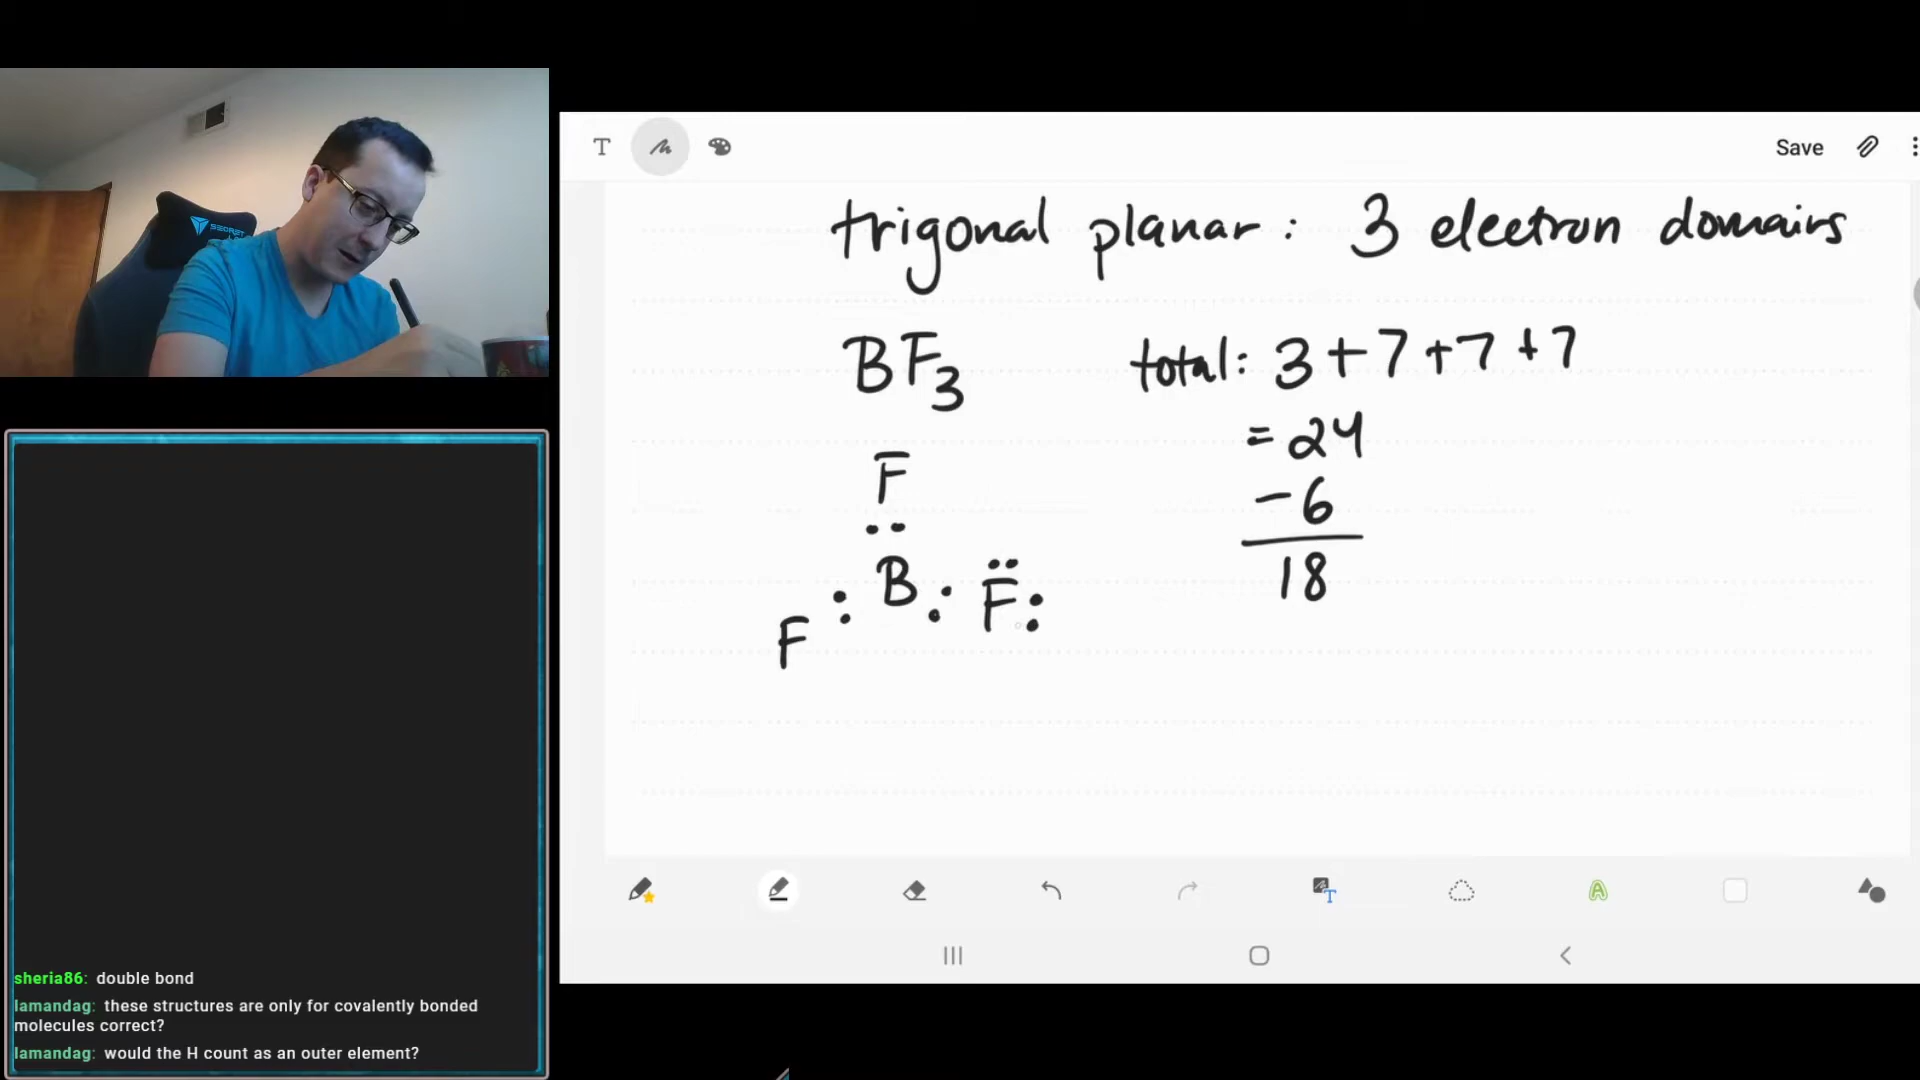 T
Save
trigonal planar: 3 electron domains
BF3 total: 3+7+7+7
= 24
F - 6
18
B F
F
T
A
sheria86: double bond
lamandag: these structures are only for covalently bonded
molecules correct?
lamandag: would the H count as an outer element?